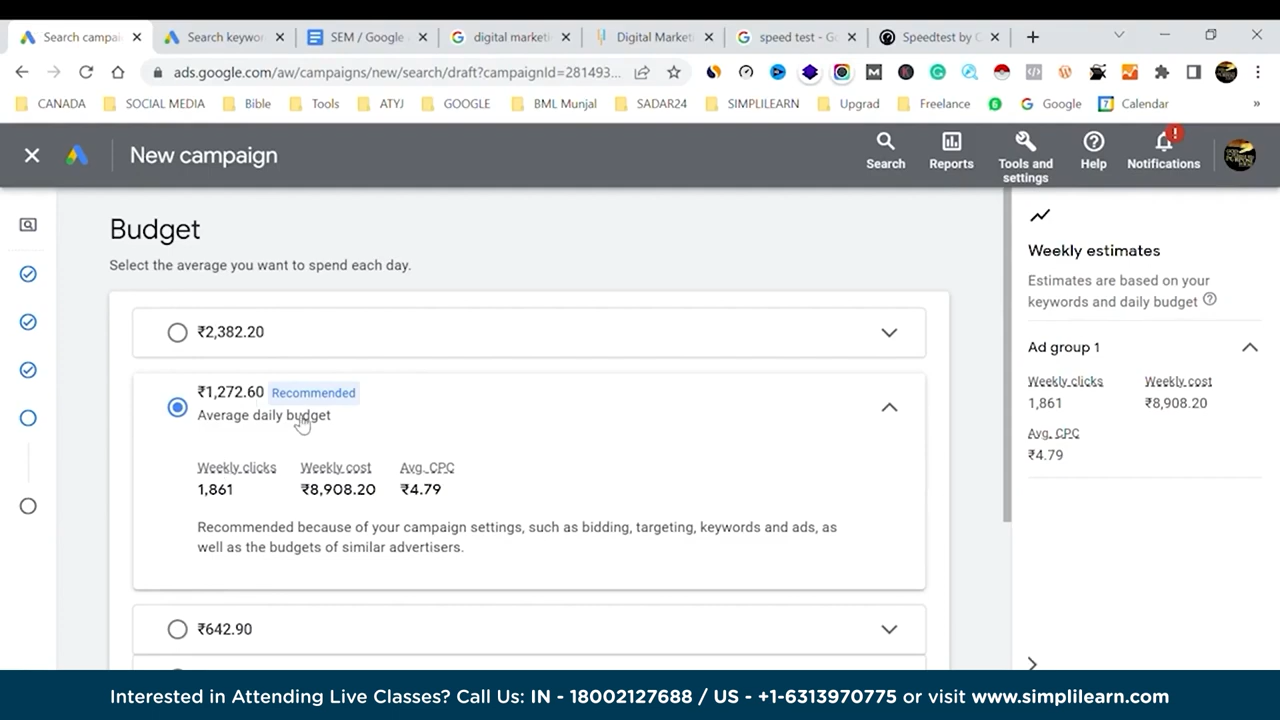 Search campai
Search keywor
SEM / Google
digital marketi
Digital Market
speed test - Go
Speedtest by O
ads.google.com/aw/campaigns/new/search/draft?campaignId=281493...
CANADA
SOCIAL MEDIA
Bible
Tools
ATYJ
GOOGLE
BML Munjal
SADAR24
SIMPLILEARN
Upgrad
Freelance
Google
Calendar
»
New campaign
Search
Reports
Tools and
settings
Help
Notifications
Budget
Select the average you want to spend each day.
₹2,382.20
₹1,272.60 Recommended
Average daily budget
Weekly clicks Weekly cost Avg. CPC
1,861 ₹8,908.20 ₹4.79
Recommended because of your campaign settings, such as bidding, targeting, keywords and ads, as
well as the budgets of similar advertisers.
₹642.90
Weekly estimates
Estimates are based on your
keywords and daily budget
Ad group 1
Weekly clicks Weekly cost
1,861 ₹8,908.20
Avg. CPC
₹4.79
Interested in Attending Live Classes? Call Us: IN - 18002127688 / US - +1-6313970775 or visit www.simplilearn.com